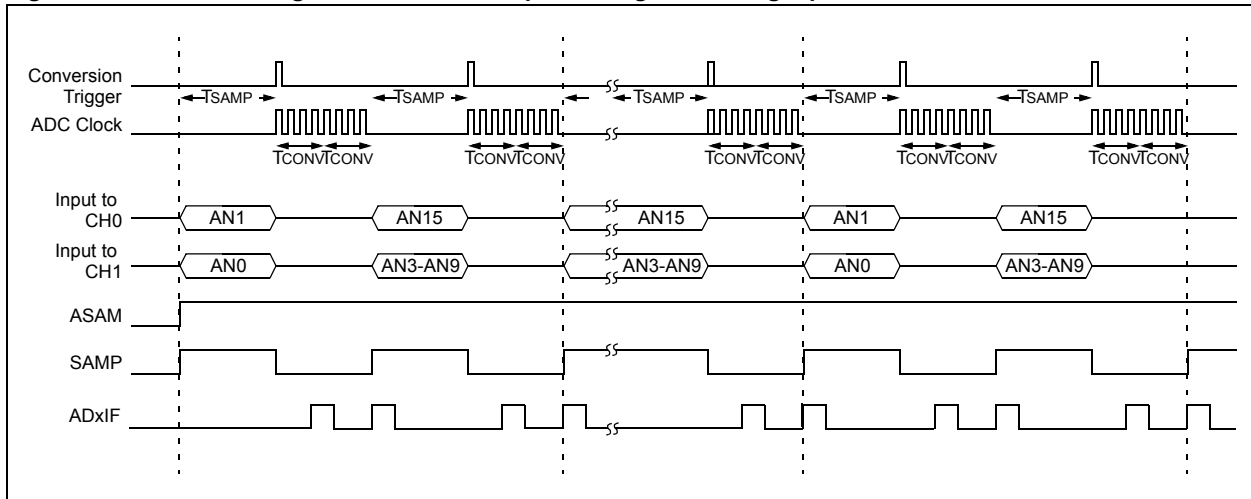 Conversion
Trigger
TSAMP TSAMP TSAMP TSAMP TSAMP
ADC Clock
TCONV TCONV TCONV TCONV TCONV TCONV TCONV TCONV TCONV TCONV
Input to
CH0
AN1 AN15 AN15 AN1 AN15
Input to
CH1
AN0 AN3-AN9 AN3-AN9 AN0 AN3-AN9
ASAM
SAMP
ADxIF